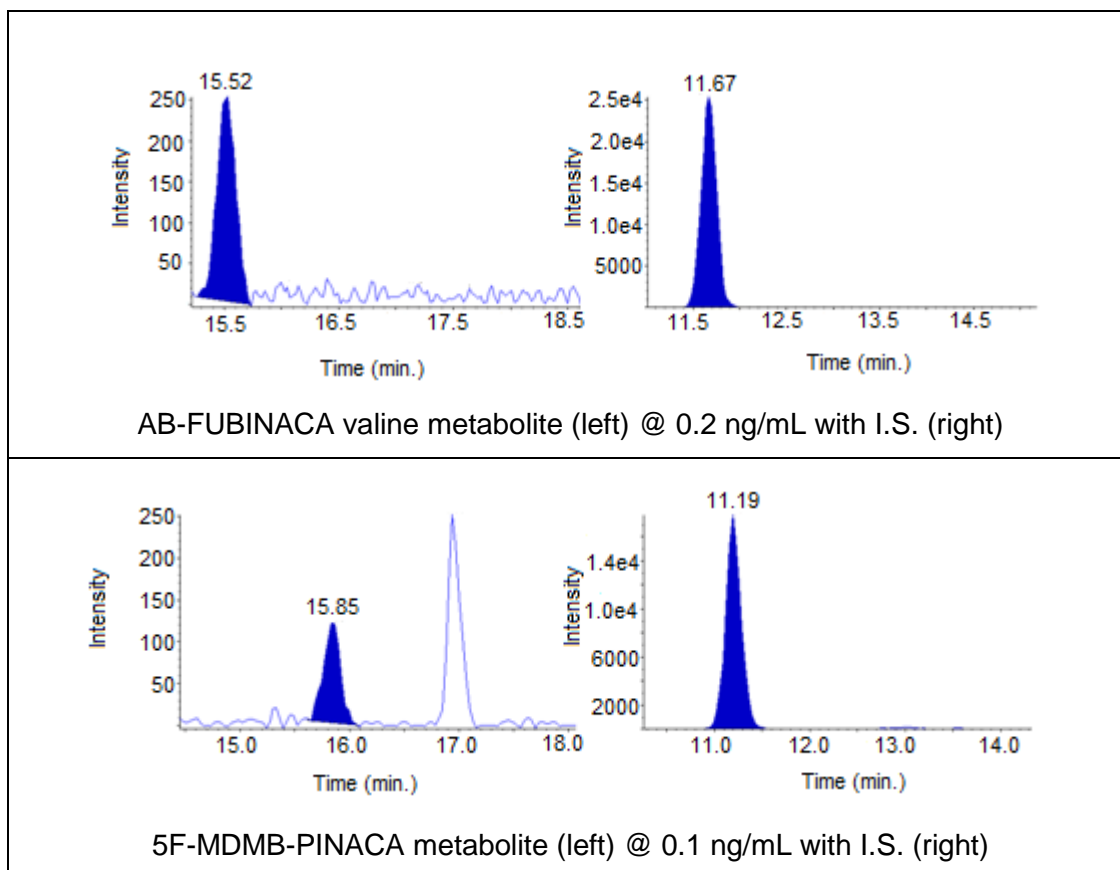 15.52
250
200
150
100
50
Intensity
15.5 16.5 17.5 18.5
Time (min.)
11.67
2.5e4
2.0e4
1.5e4
1.0e4
5000
Intensity
11.5 12.5 13.5 14.5
Time (min.)
AB-FUBINACA valine metabolite (left) @ 0.2 ng/mL with I.S. (right)
250
200
150
100
50
Intensity
15.85
15.0 16.0 17.0 18.0
Time (min.)
11.19
1.4e4
1.0e4
6000
2000
Intensity
11.0 12.0 13.0 14.0
Time (min.)
5F-MDMB-PINACA metabolite (left) @ 0.1 ng/mL with I.S. (right)